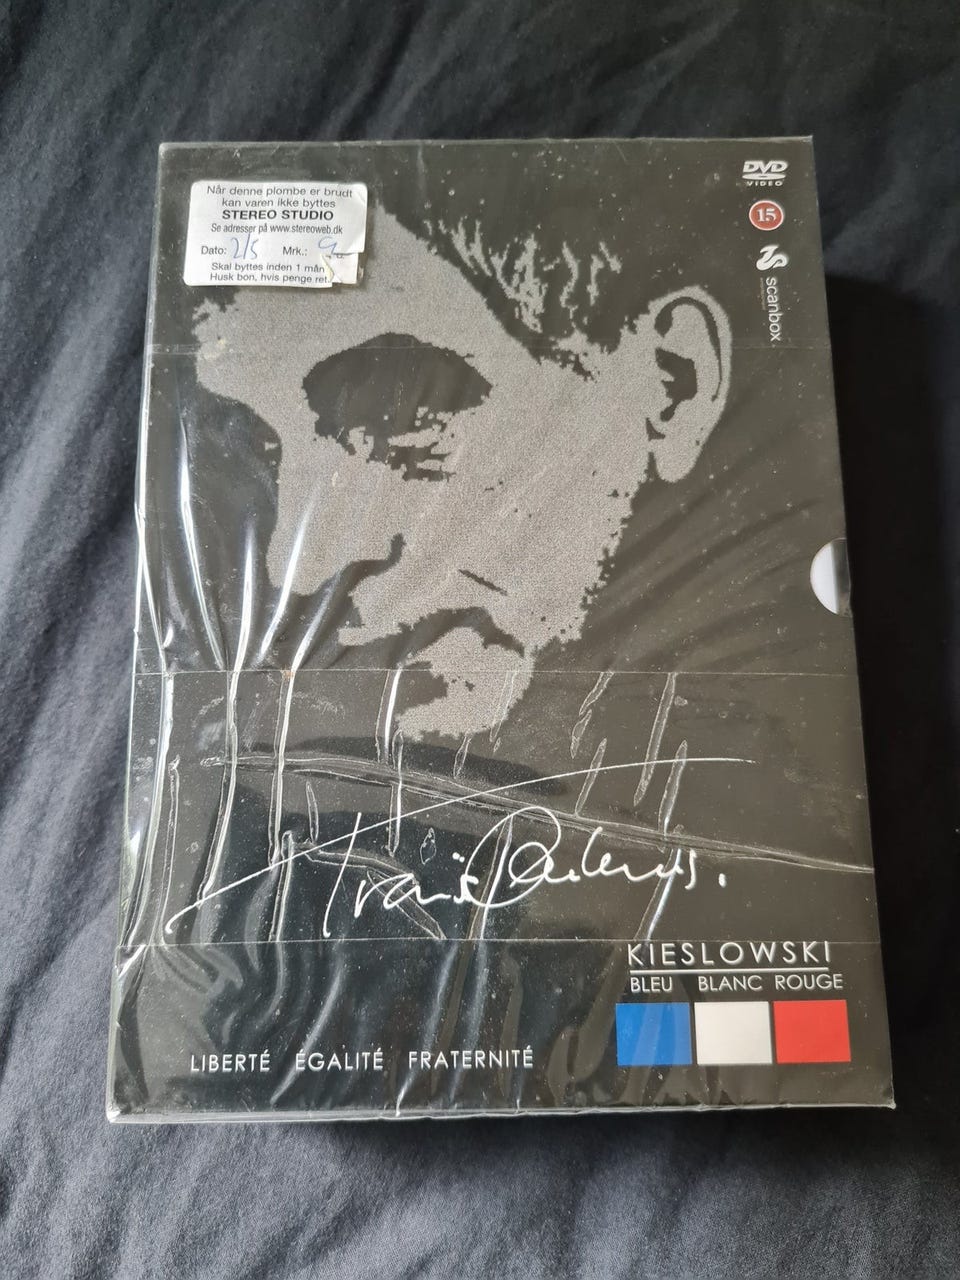 Når denne plombe er brudt
kan varen ikke byttes
STEREO STUDIO
Se adresser på www.stereoweb.dk
Dato: 2/5 Mrk.:
Skal byttes inden 1 mån
Husk bon, hvis penge ret.
DVD
VIDEO
15
scanbox
KIESLOWSKI
BLEU BLANC ROUGE
LIBERTÉ ÉGALITÉ FRATERNITÉ